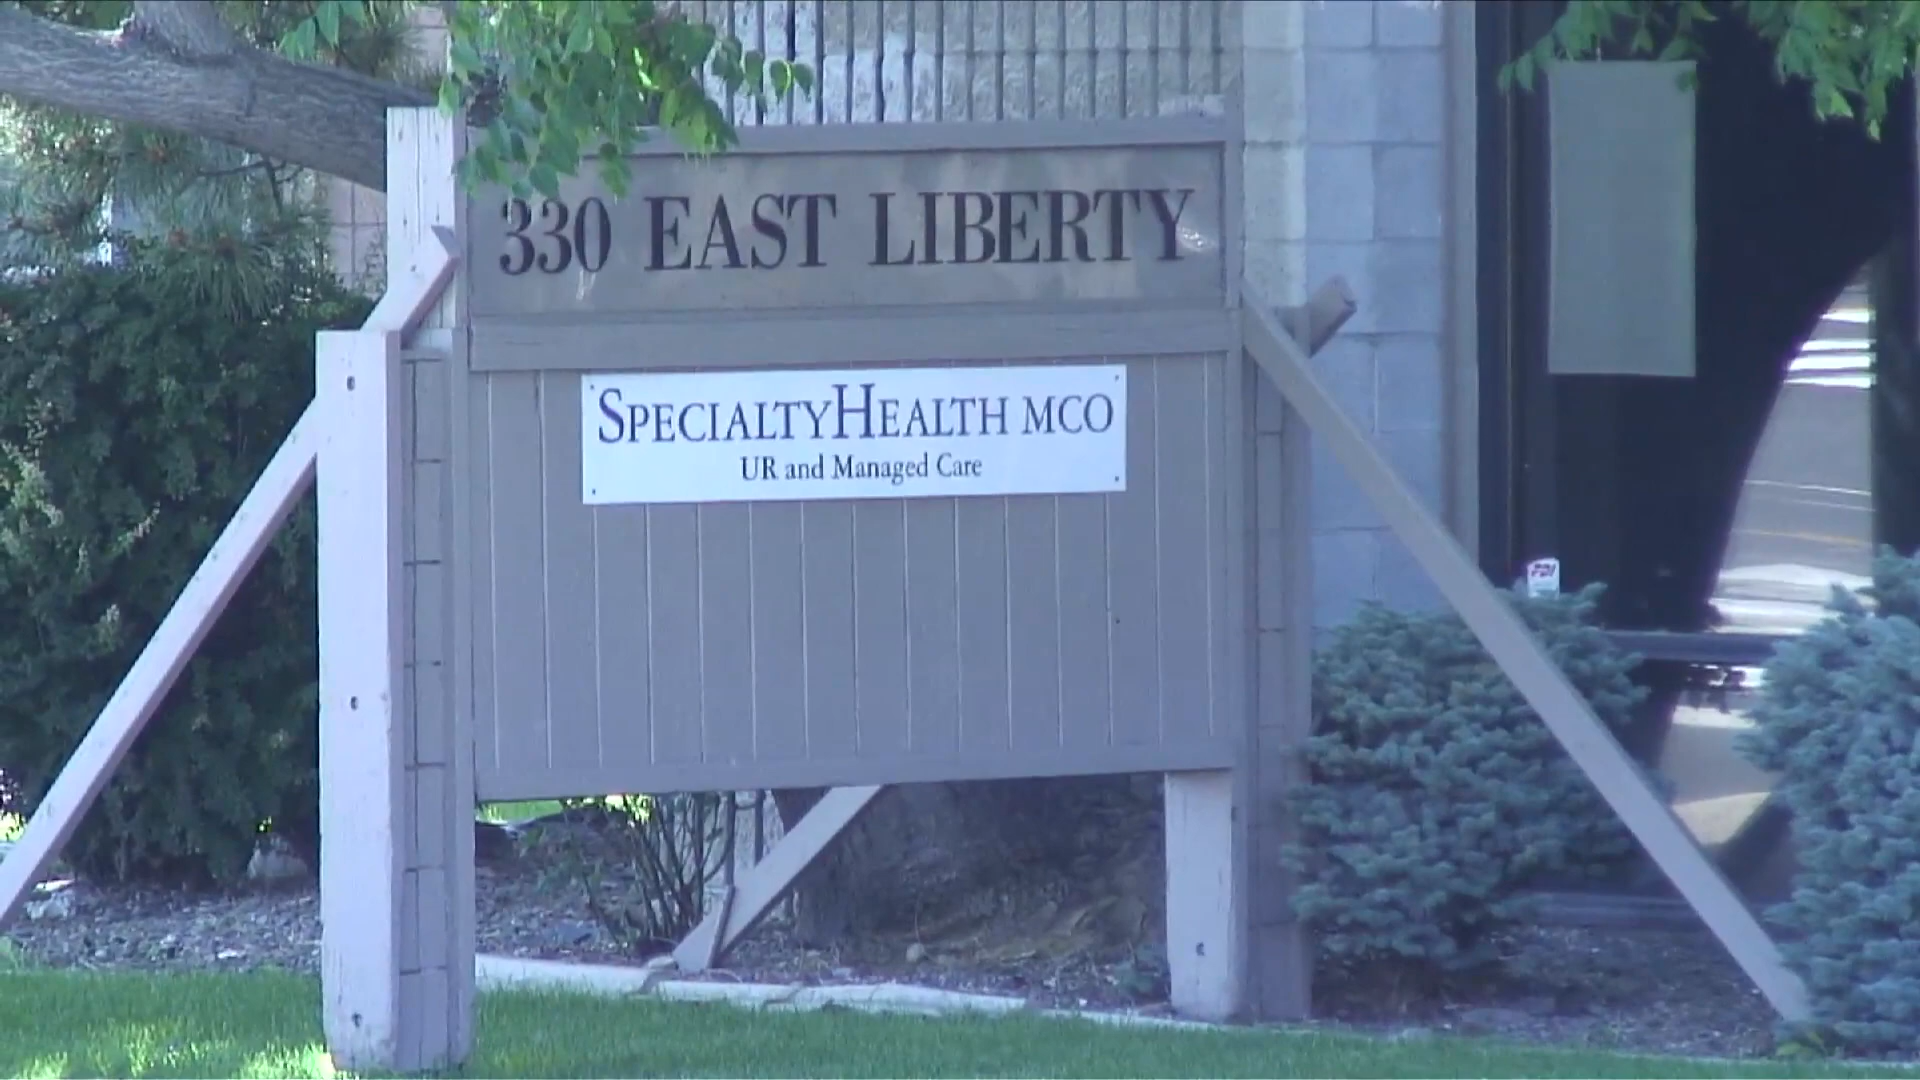 330 EAST LIBERTY
SPECIALTYHEALTH MCO
UR and Managed Care